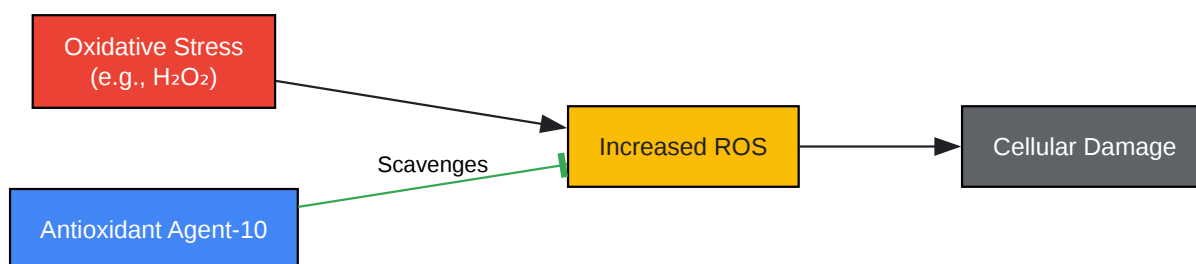 Oxidative Stress
(e.g., H₂O₂)
Increased ROS
Cellular Damage
Scavenges
Antioxidant Agent-10